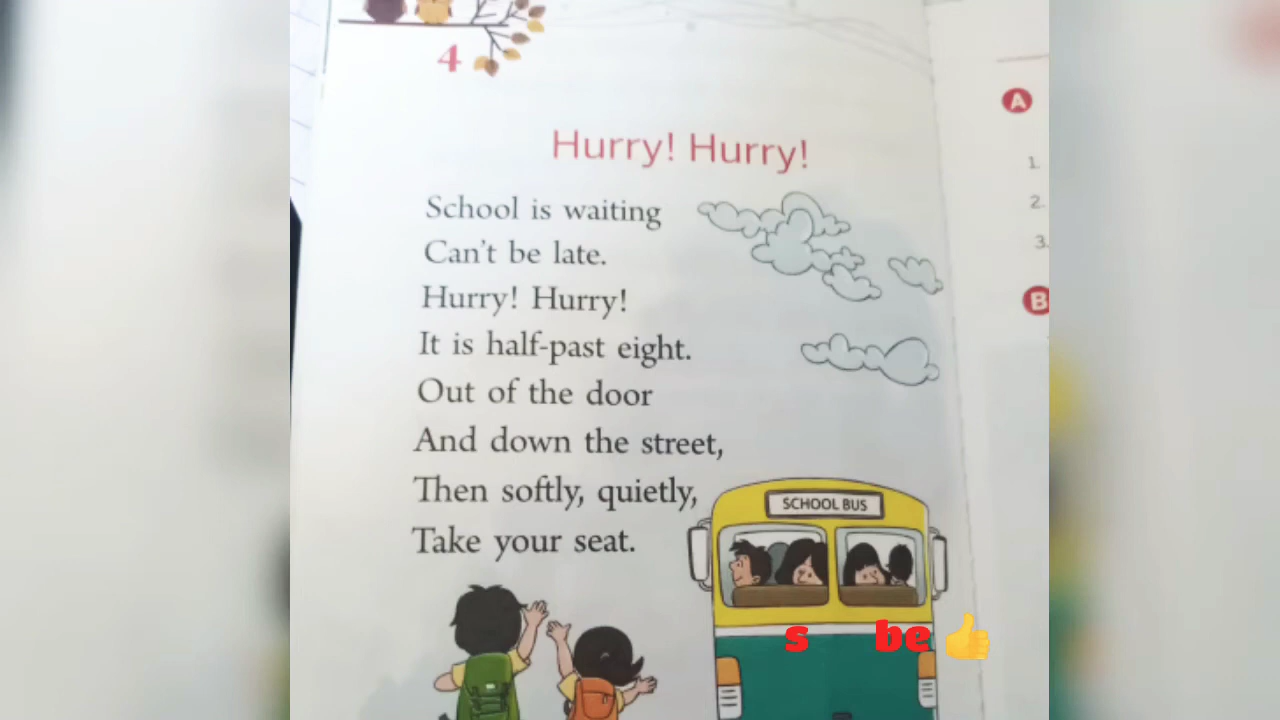 4
Hurry! Hurry!
School is waiting
Can't be late.
Hurry! Hurry!
It is half-past eight.
Out of the door
And down the street,
Then softly, quietly,
Take your seat.
SCHOOL BUS
s be 👍
A
1.
2.
3.
B